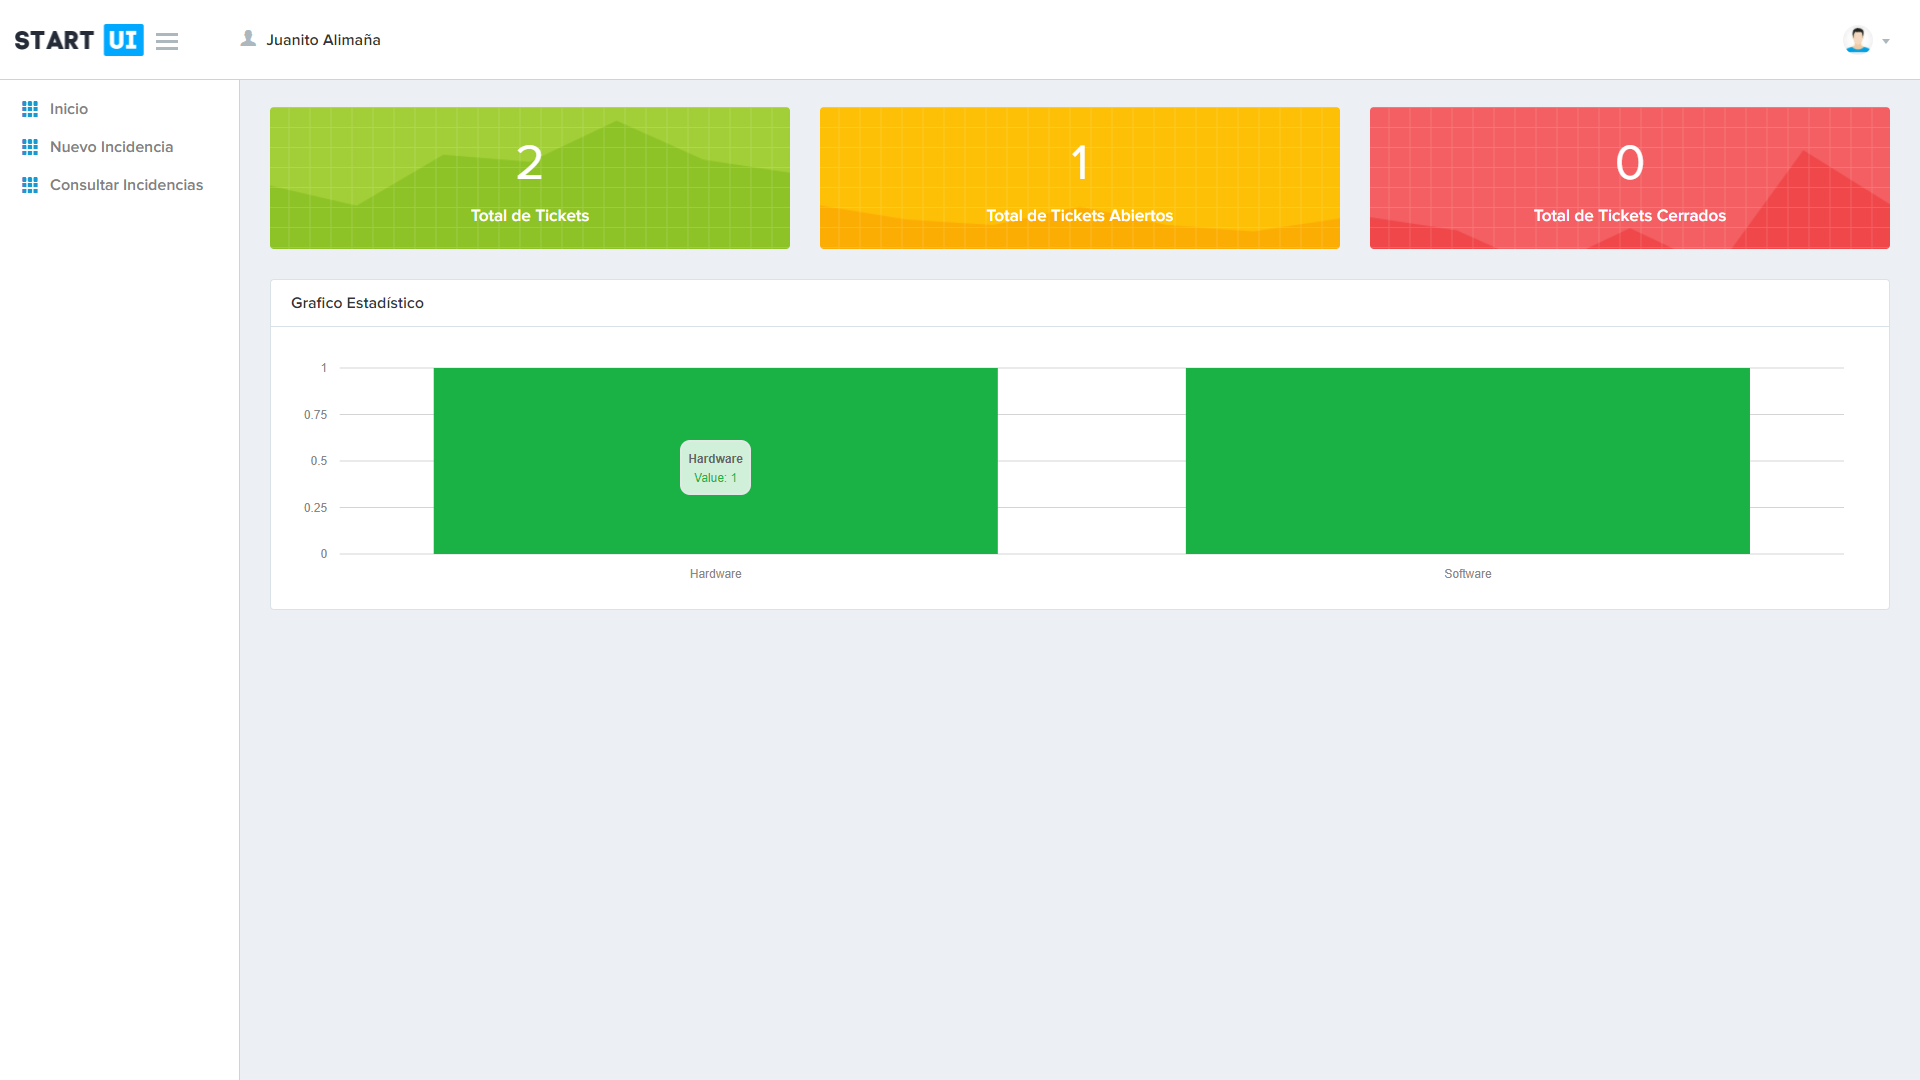 START UI
Juanito Alimaña
Inicio
Nuevo Incidencia
Consultar Incidencias
2
Total de Tickets
1
Total de Tickets Abiertos
0
Total de Tickets Cerrados
Grafico Estadístico
1
0.75
0.5
0.25
0
Hardware
Value: 1
Hardware
Software